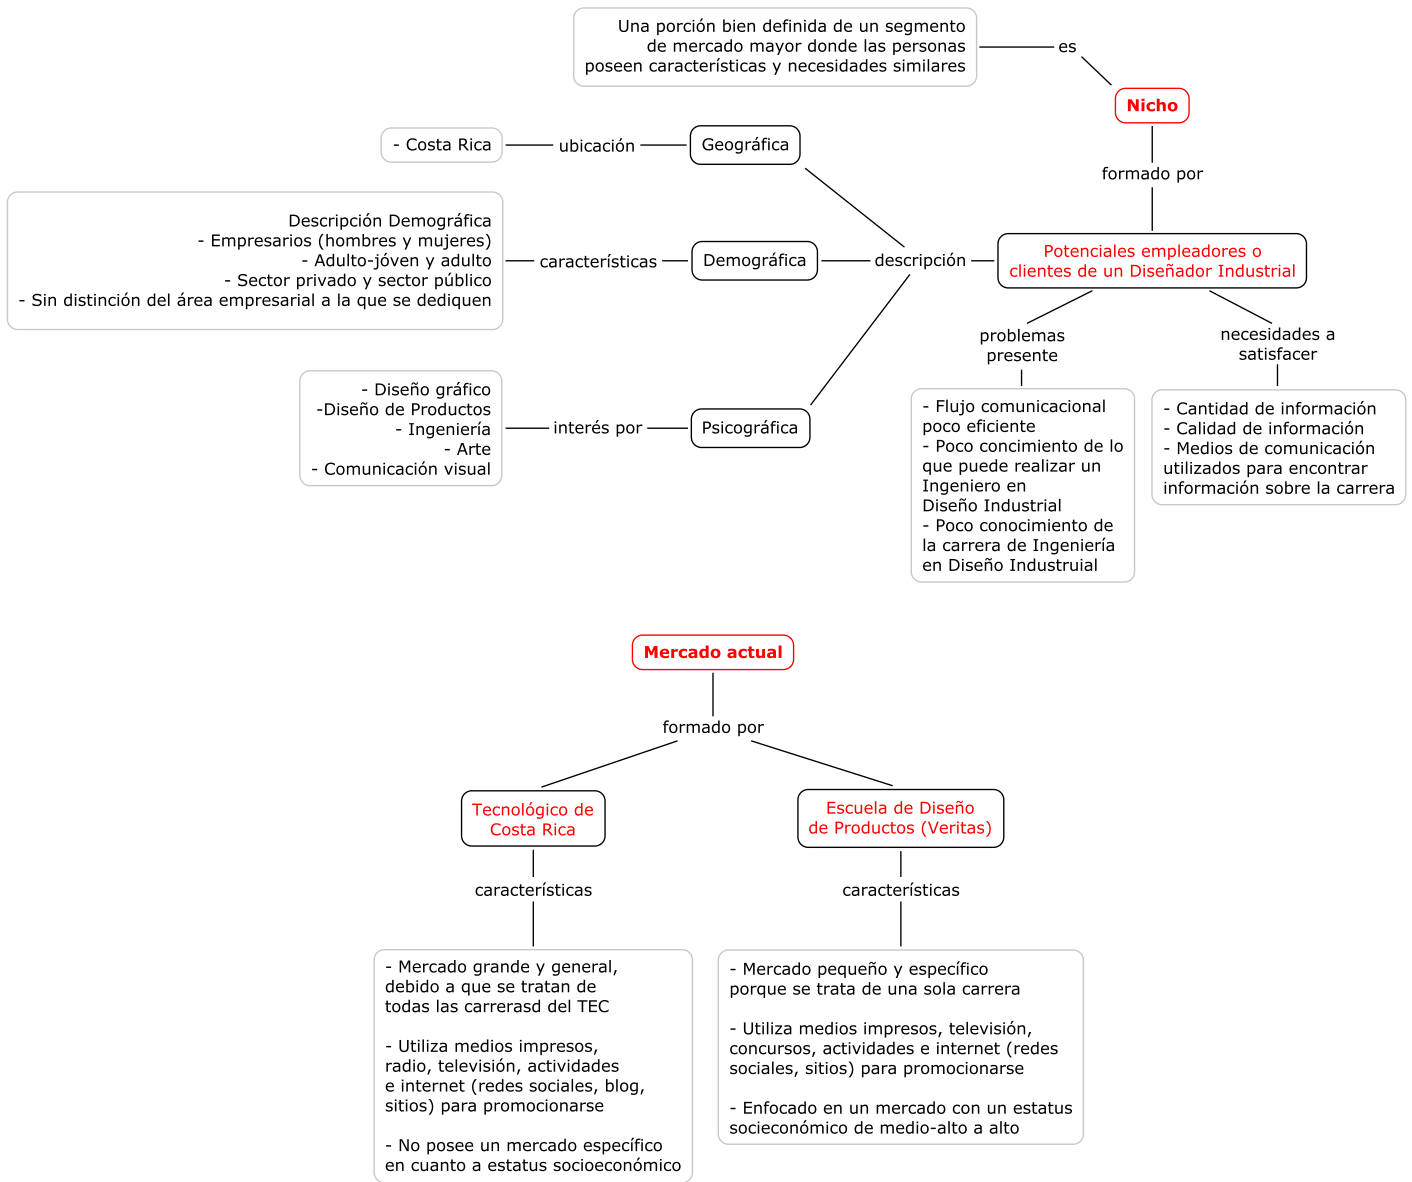 Una porción bien definida de un segmento
de mercado mayor donde las personas
poseen características y necesidades similares
es
Nicho
formado por
Potenciales empleadores o
clientes de un Diseñador Industrial
descripción
Geográfica
ubicación
- Costa Rica
Demográfica
características
Descripción Demográfica
- Empresarios (hombres y mujeres)
- Adulto-jóven y adulto
- Sector privado y sector público
- Sin distinción del área empresarial a la que se dediquen
Psicográfica
interés por
- Diseño gráfico
-Diseño de Productos
- Ingeniería
- Arte
- Comunicación visual
problemas
presente
- Flujo comunicacional
poco eficiente
- Poco concimiento de lo
que puede realizar un
Ingeniero en
Diseño Industrial
- Poco conocimiento de
la carrera de Ingeniería
en Diseño Industruial
necesidades a
satisfacer
- Cantidad de información
- Calidad de información
- Medios de comunicación
utilizados para encontrar
información sobre la carrera
Mercado actual
formado por
Tecnológico de
Costa Rica
características
- Mercado grande y general,
debido a que se tratan de
todas las carrerasd del TEC
- Utiliza medios impresos,
radio, televisión, actividades
e internet (redes sociales, blog,
sitios) para promocionarse
- No posee un mercado específico
en cuanto a estatus socioeconómico
Escuela de Diseño
de Productos (Veritas)
características
- Mercado pequeño y específico
porque se trata de una sola carrera
- Utiliza medios impresos, televisión,
concursos, actividades e internet (redes
sociales, sitios) para promocionarse
- Enfocado en un mercado con un estatus
socieconómico de medio-alto a alto